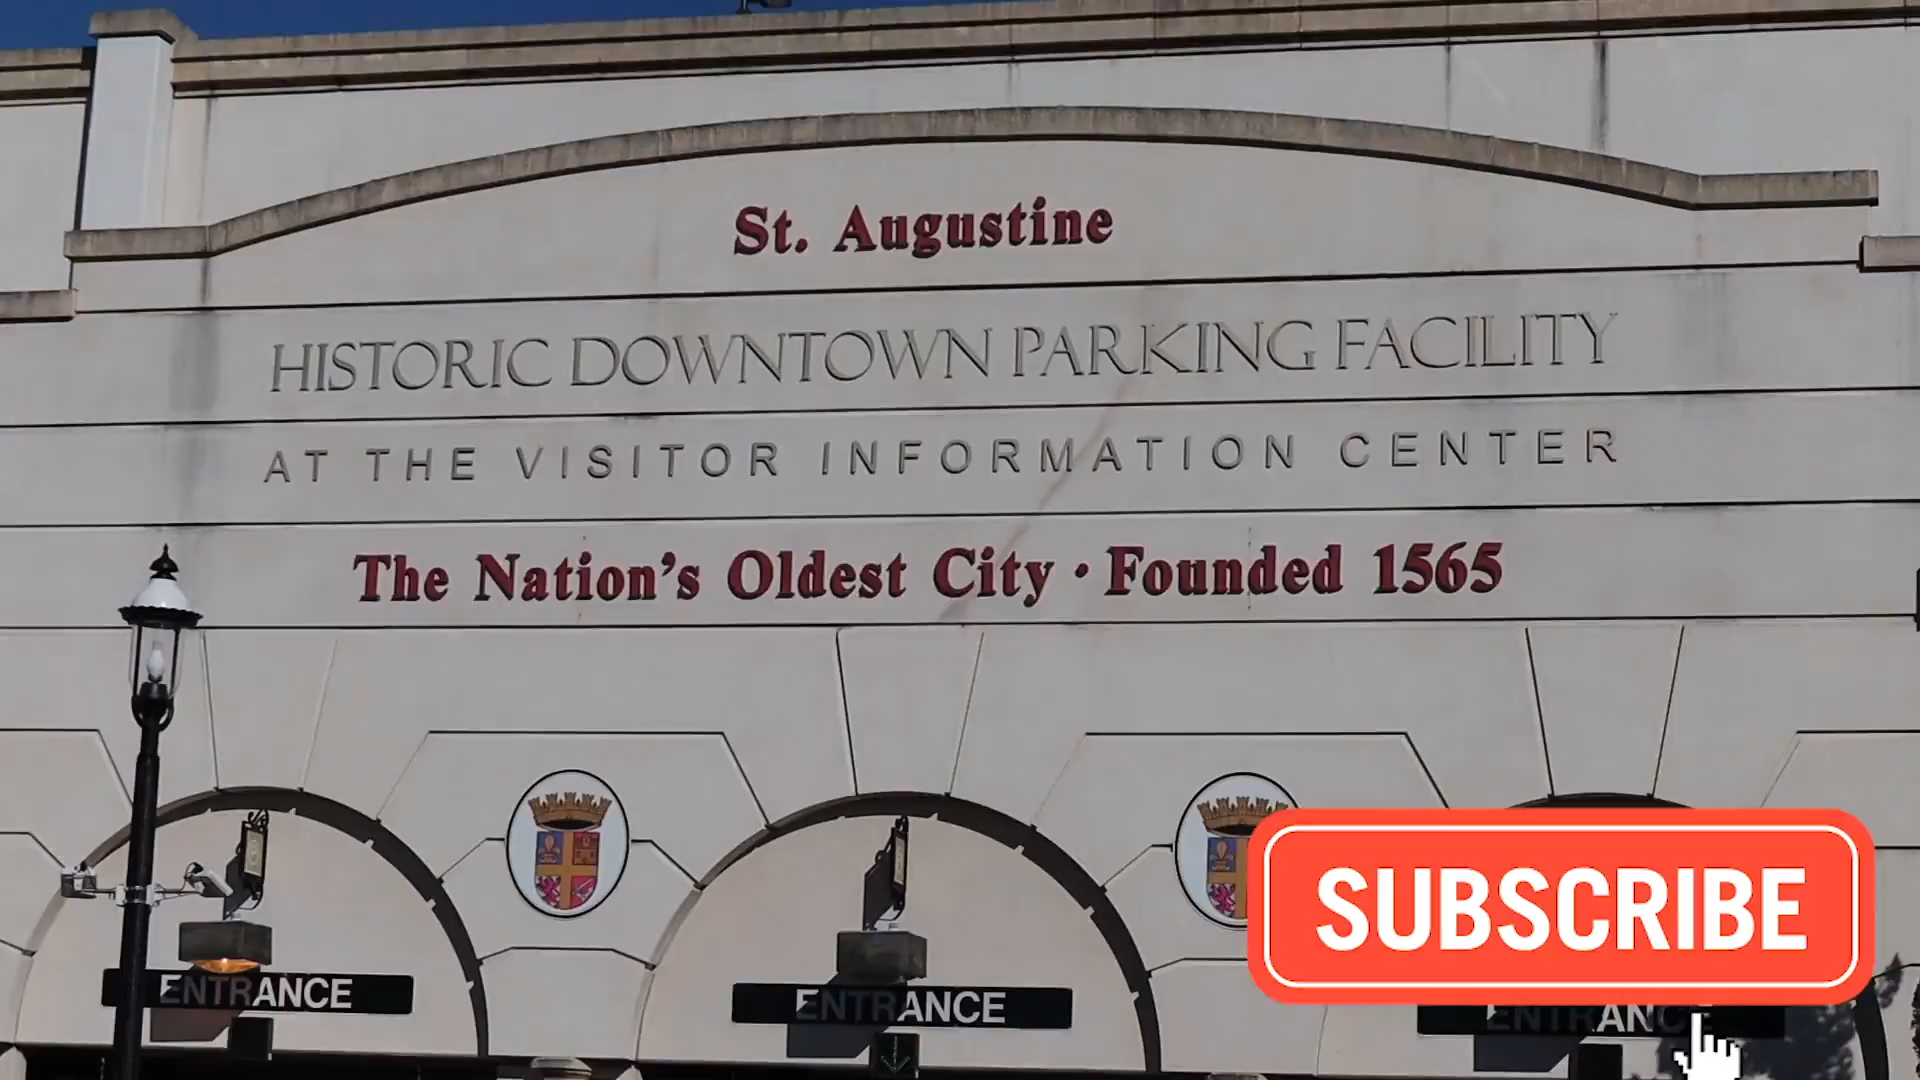 St. Augustine
HISTORIC DOWNTOWN PARKING FACILITY
AT THE VISITOR INFORMATION CENTER
The Nation's Oldest City · Founded 1565
SUBSCRIBE
ENTRANCE
ENTRANCE
ENTRANCE